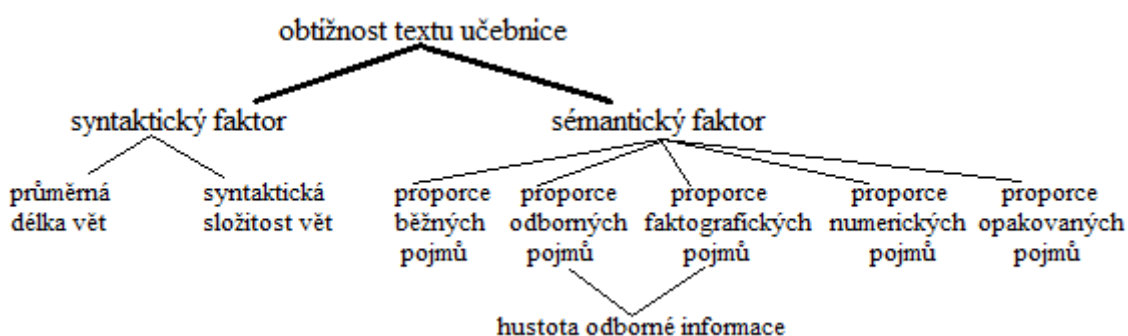 obtížnost textu učebnice
syntaktický faktor
sémantický faktor
průměrná
délka vět
syntaktická
složitost vět
proporce
běžných
pojmů
proporce
odborných
pojmů
proporce
faktografických
pojmů
proporce
numerických
pojmů
proporce
opakovaných
pojmů
hustota odborné informace